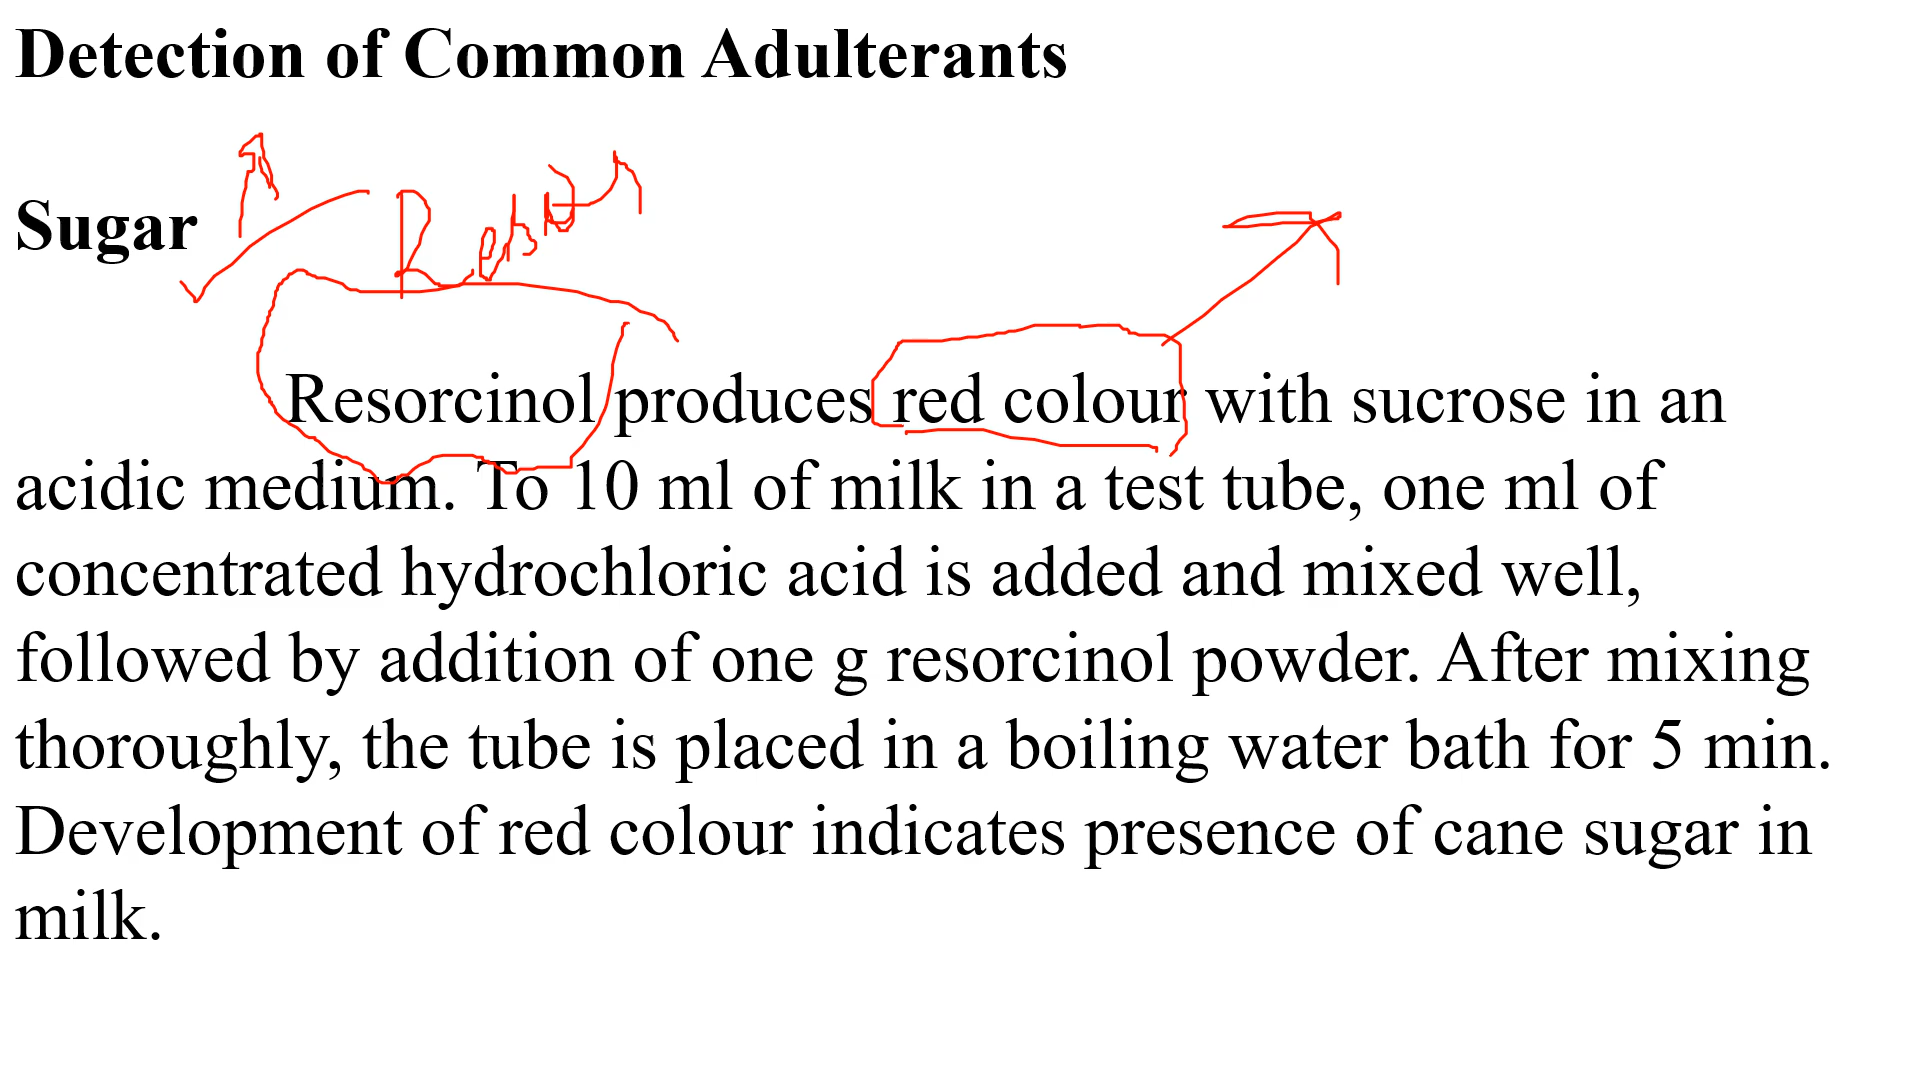 Detection of Common Adulterants
Sugar
Resorcinol produces red colour with sucrose in an
acidic medium. To 10 ml of milk in a test tube, one ml of
concentrated hydrochloric acid is added and mixed well,
followed by addition of one g resorcinol powder. After mixing
thoroughly, the tube is placed in a boiling water bath for 5 min.
Development of red colour indicates presence of cane sugar in
milk.